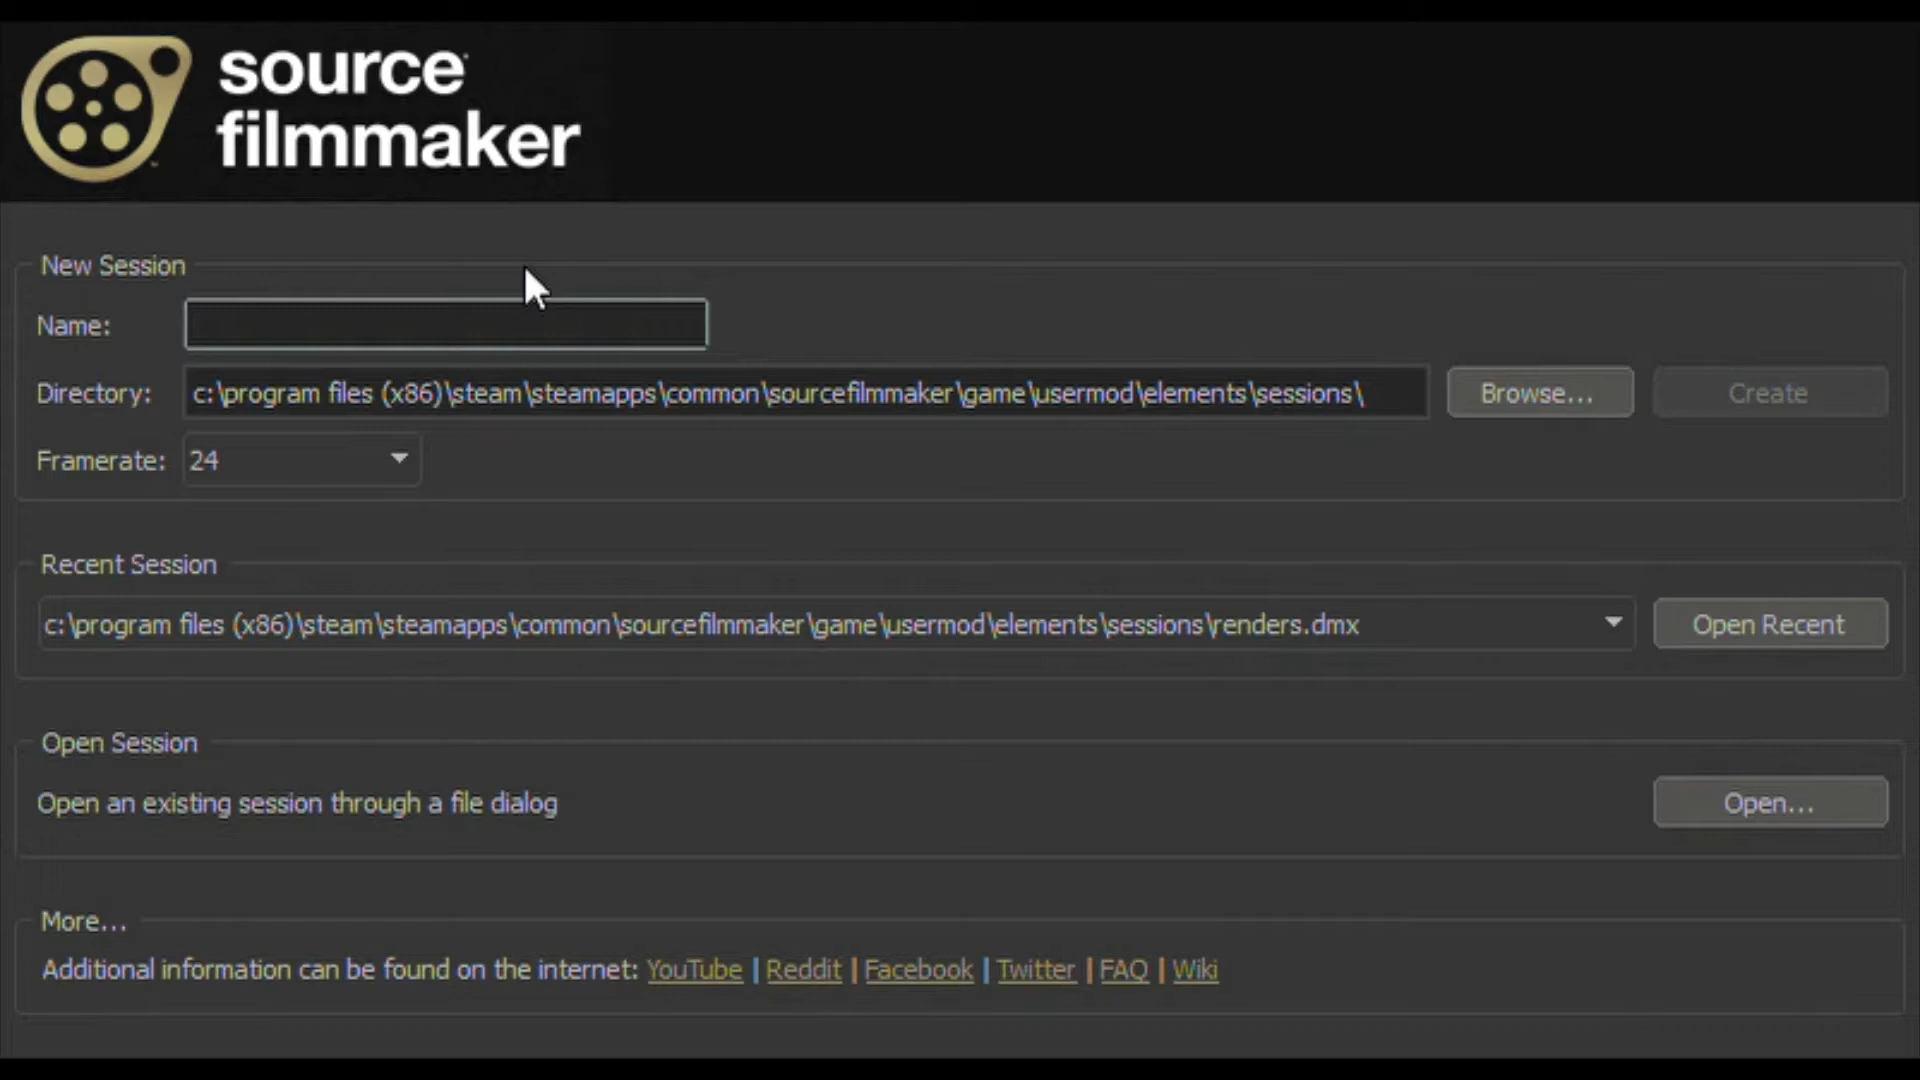 source
filmmaker
New Session
Name:
Directory: c:\program files (x86)\steam\steamapps\common\sourcefilmmaker\game\usermod\elements\sessions\ Browse... Create
Framerate: 24
Recent Session
c:\program files (x86)\steam\steamapps\common\sourcefilmmaker\game\usermod\elements\sessions\renders.dmx Open Recent
Open Session
Open an existing session through a file dialog Open...
More...
Additional information can be found on the internet: YouTube | Reddit | Facebook | Twitter | FAQ | Wiki